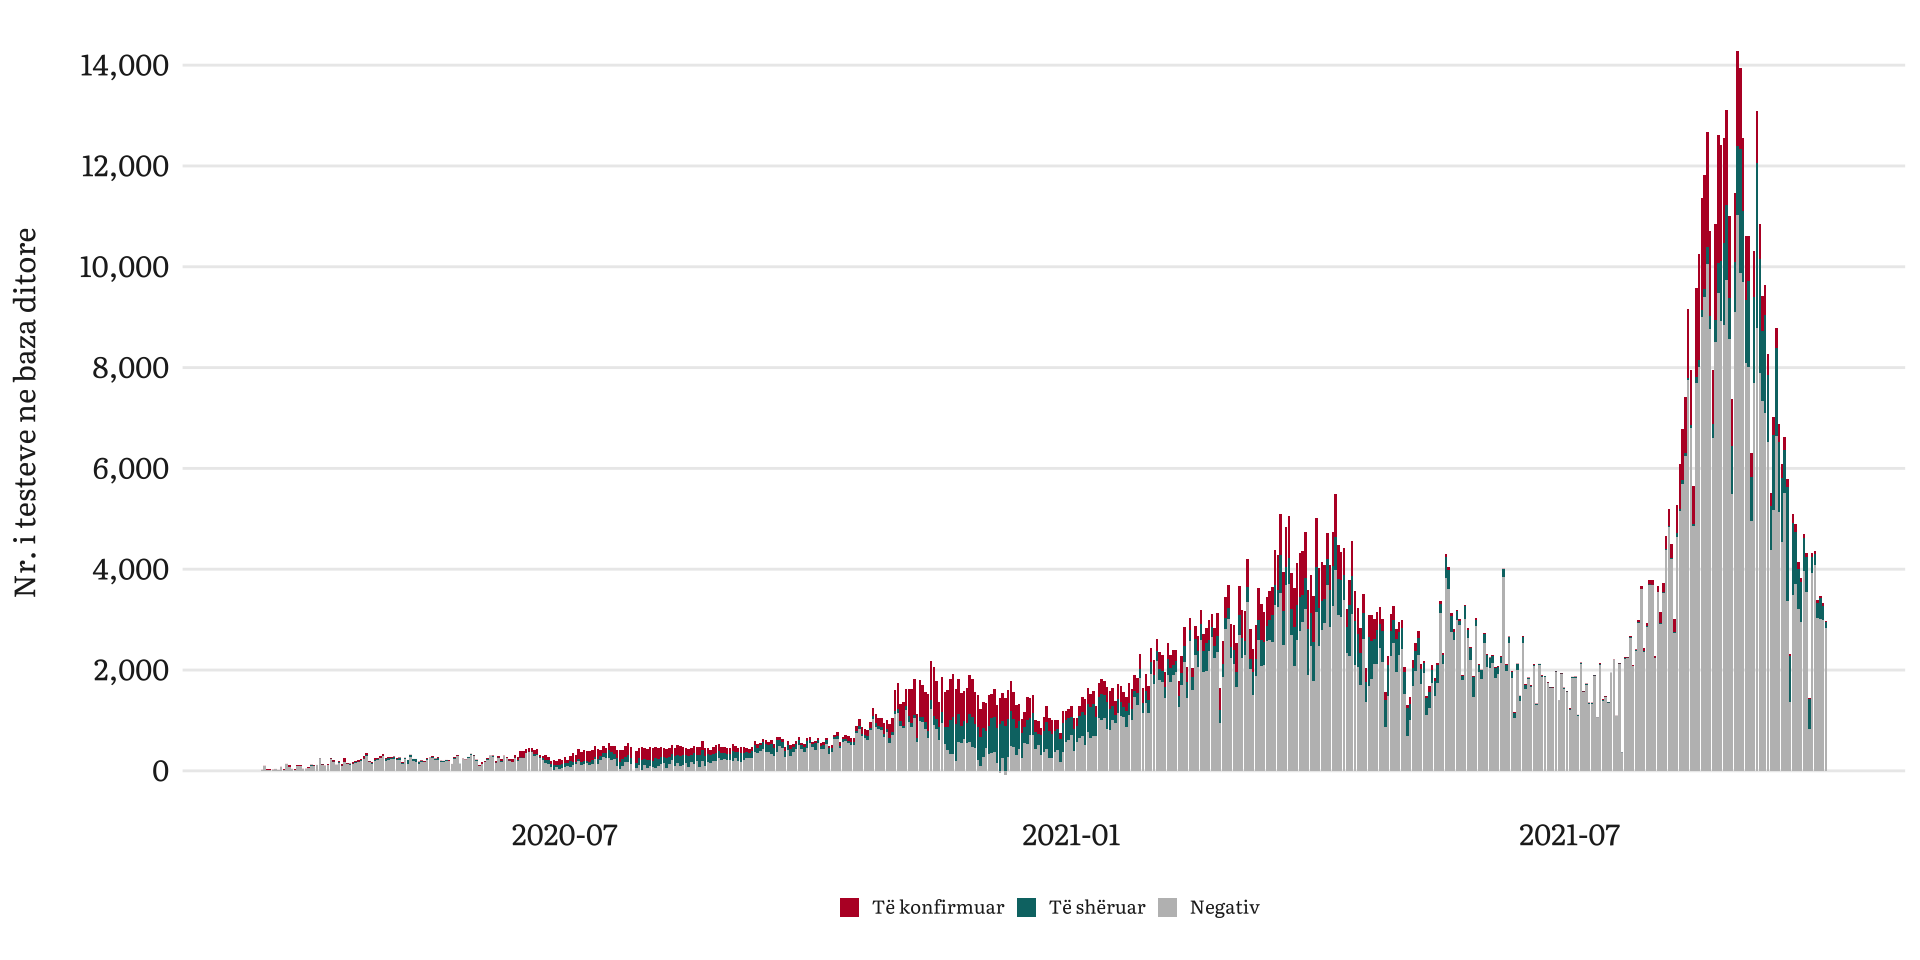 14,000
12,000
10,000
8,000
6,000
4,000
2,000
0
Nr. i testeve ne baza ditore
2020-07
2021-01
2021-07
Të konfirmuar
Të shëruar
Negativ